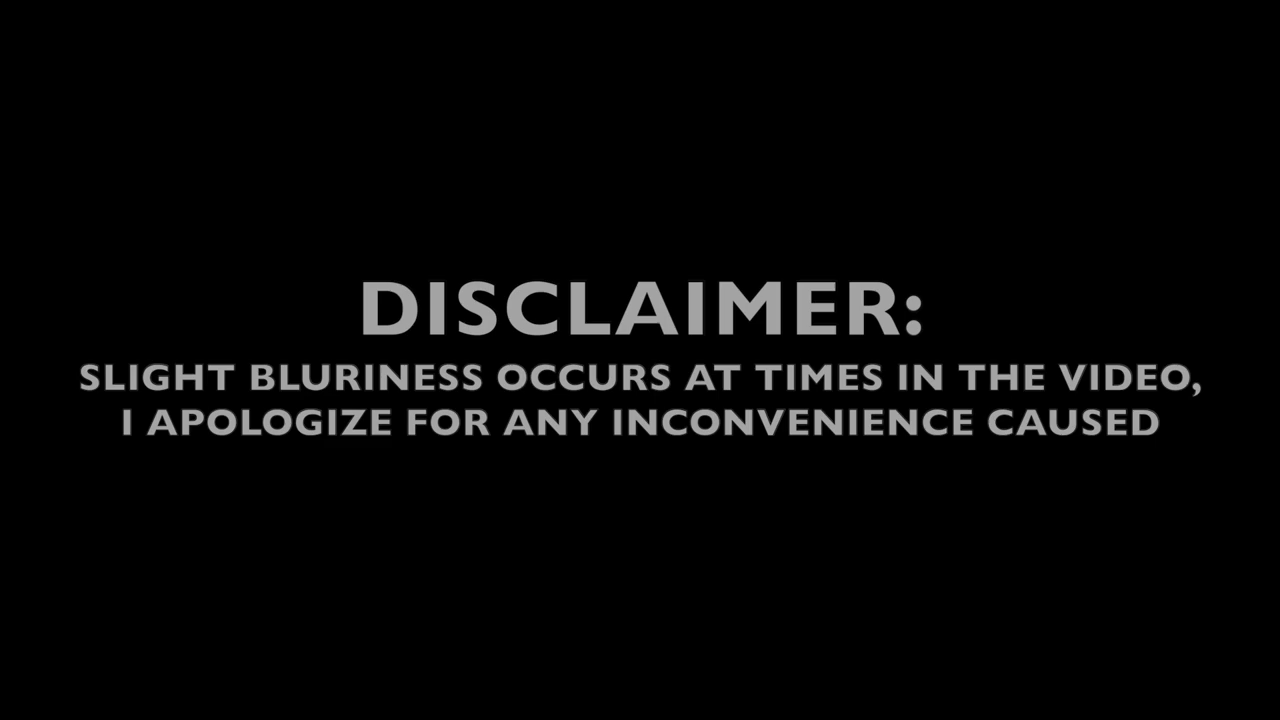 DISCLAIMER:
SLIGHT BLURINESS OCCURS AT TIMES IN THE VIDEO,
I APOLOGIZE FOR ANY INCONVENIENCE CAUSED